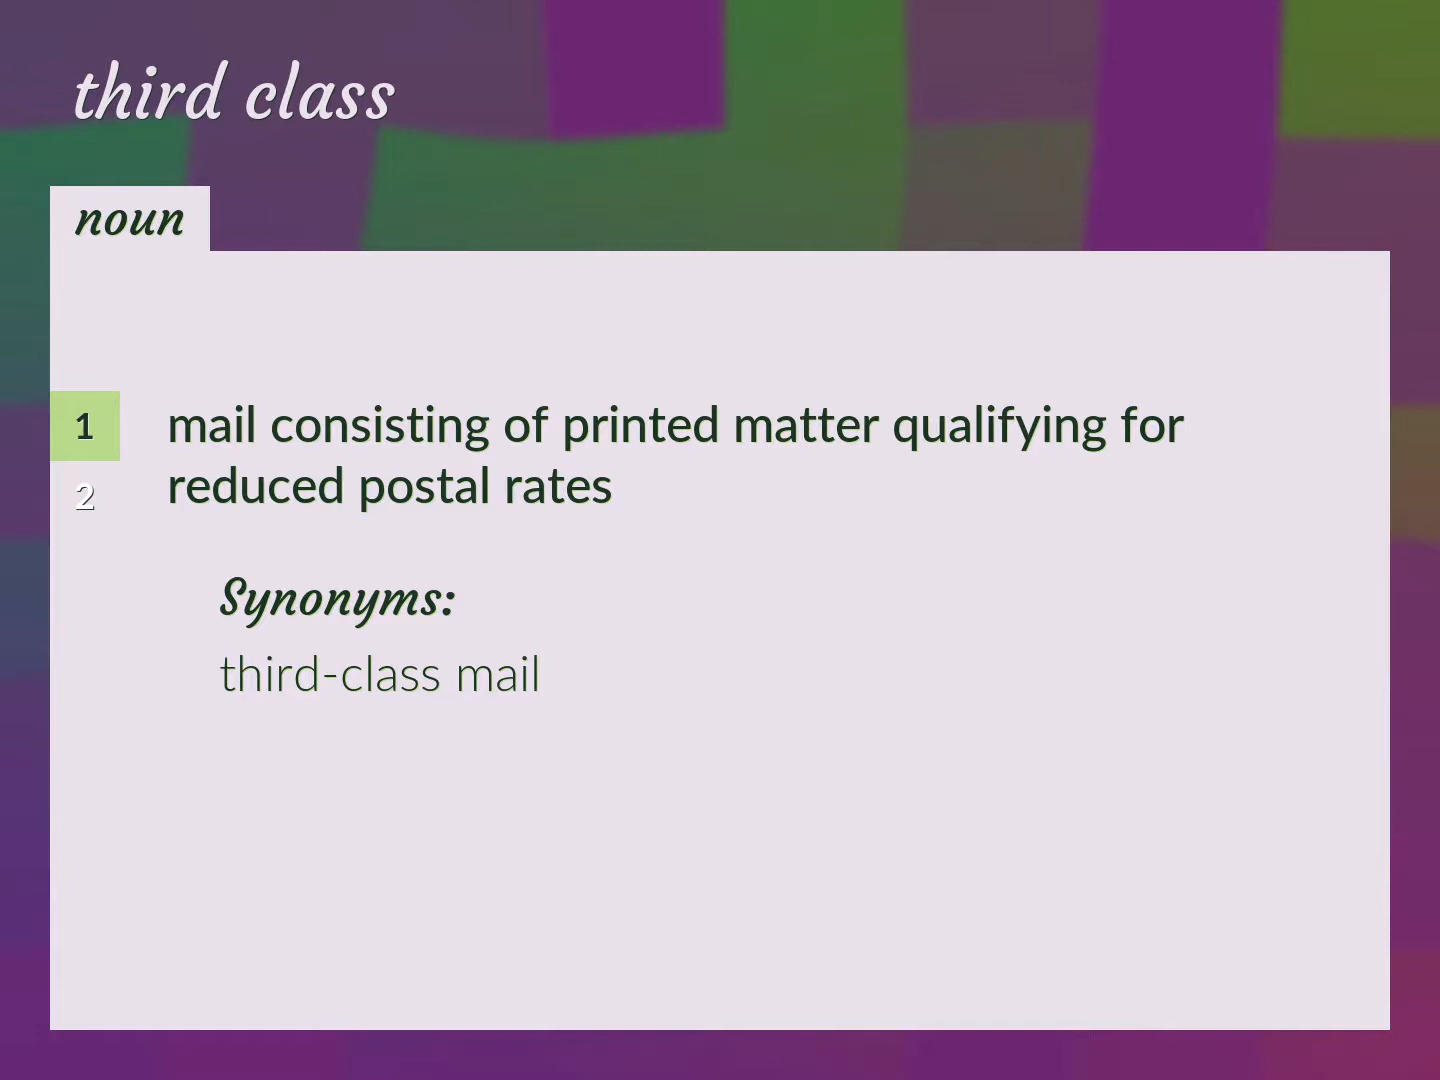 third class
noun
1
mail consisting of printed matter qualifying for
reduced postal rates
2
Synonyms:
third-class mail